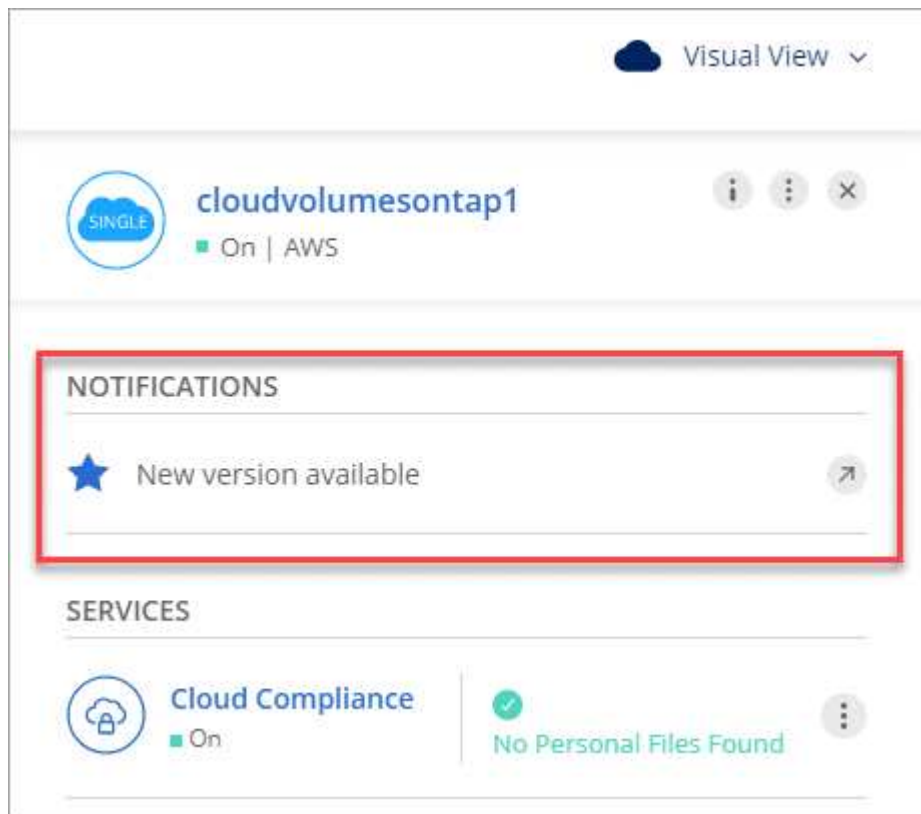 Visual View
SINGLE
cloudvolumesontap1
On | AWS
NOTIFICATIONS
New version available
SERVICES
Cloud Compliance
On
No Personal Files Found